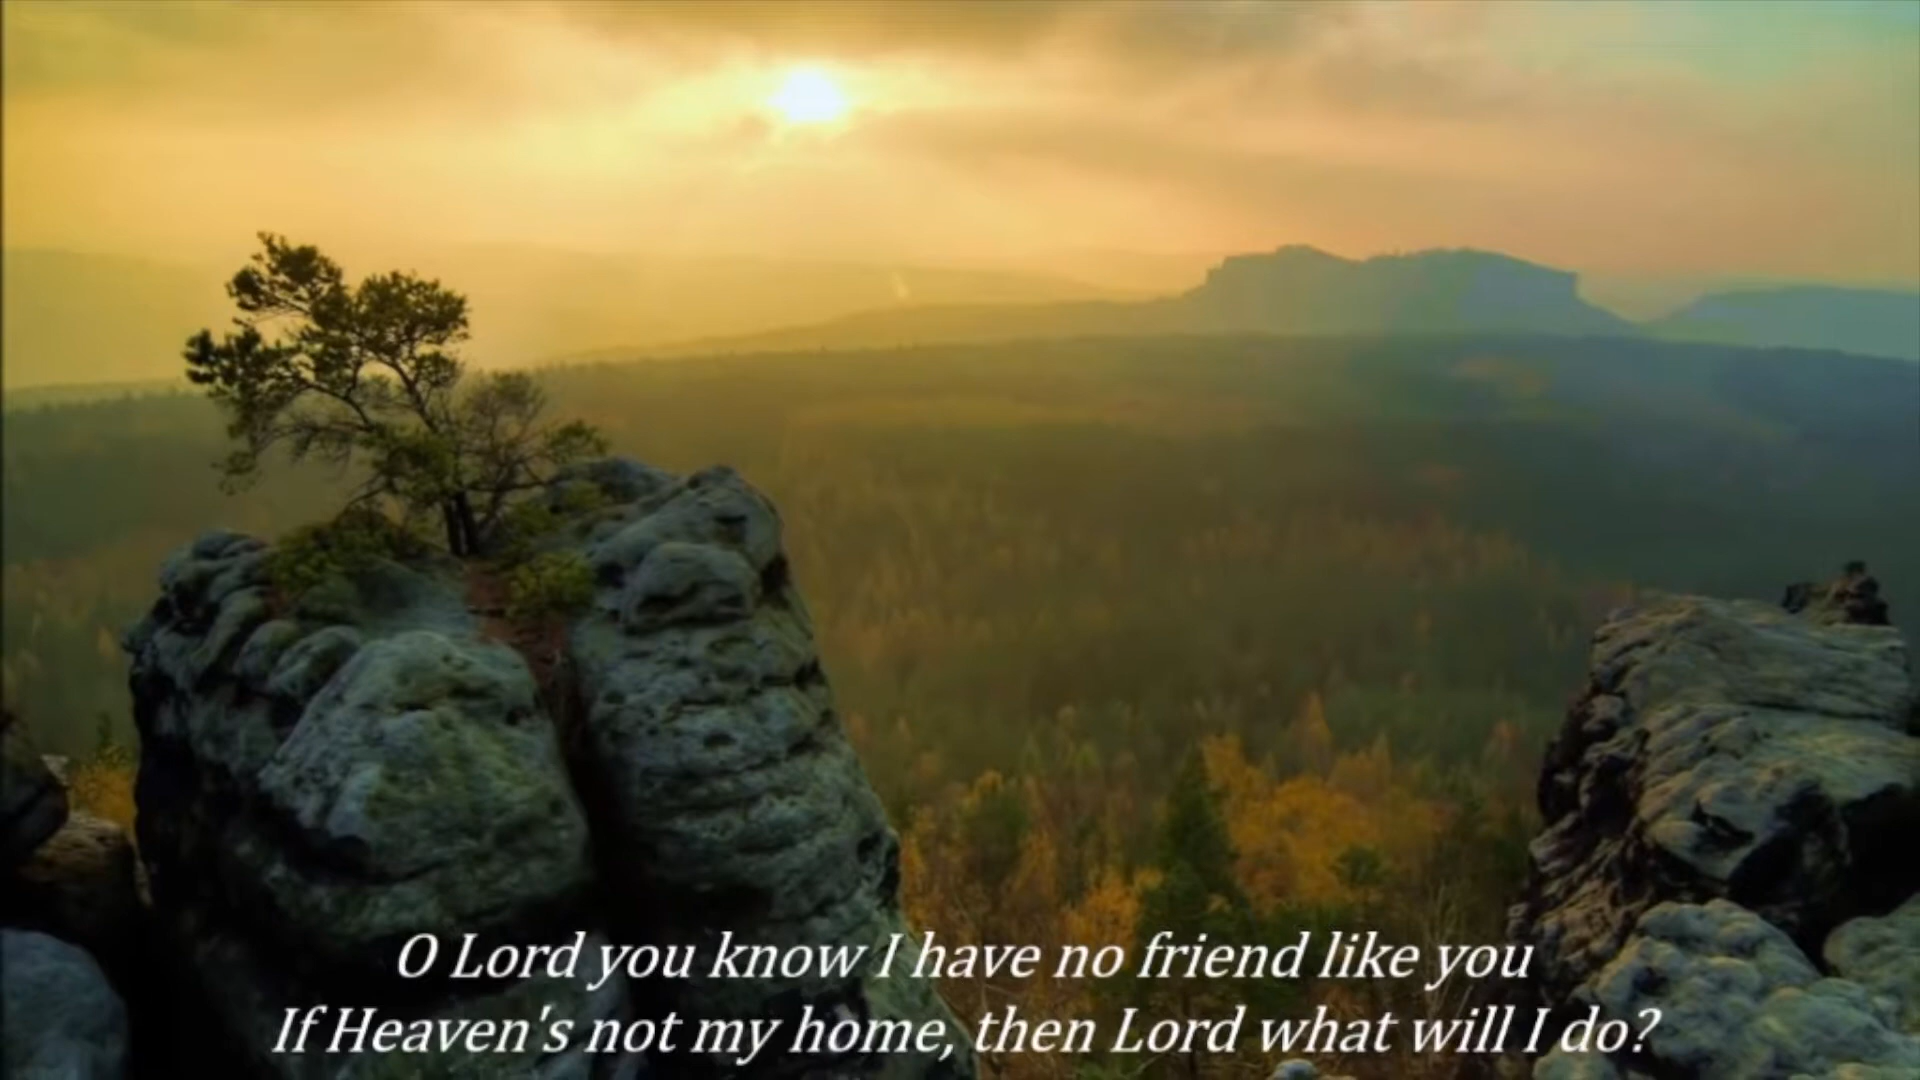 O Lord you know I have no friend like you
If Heaven's not my home, then Lord what will I do?